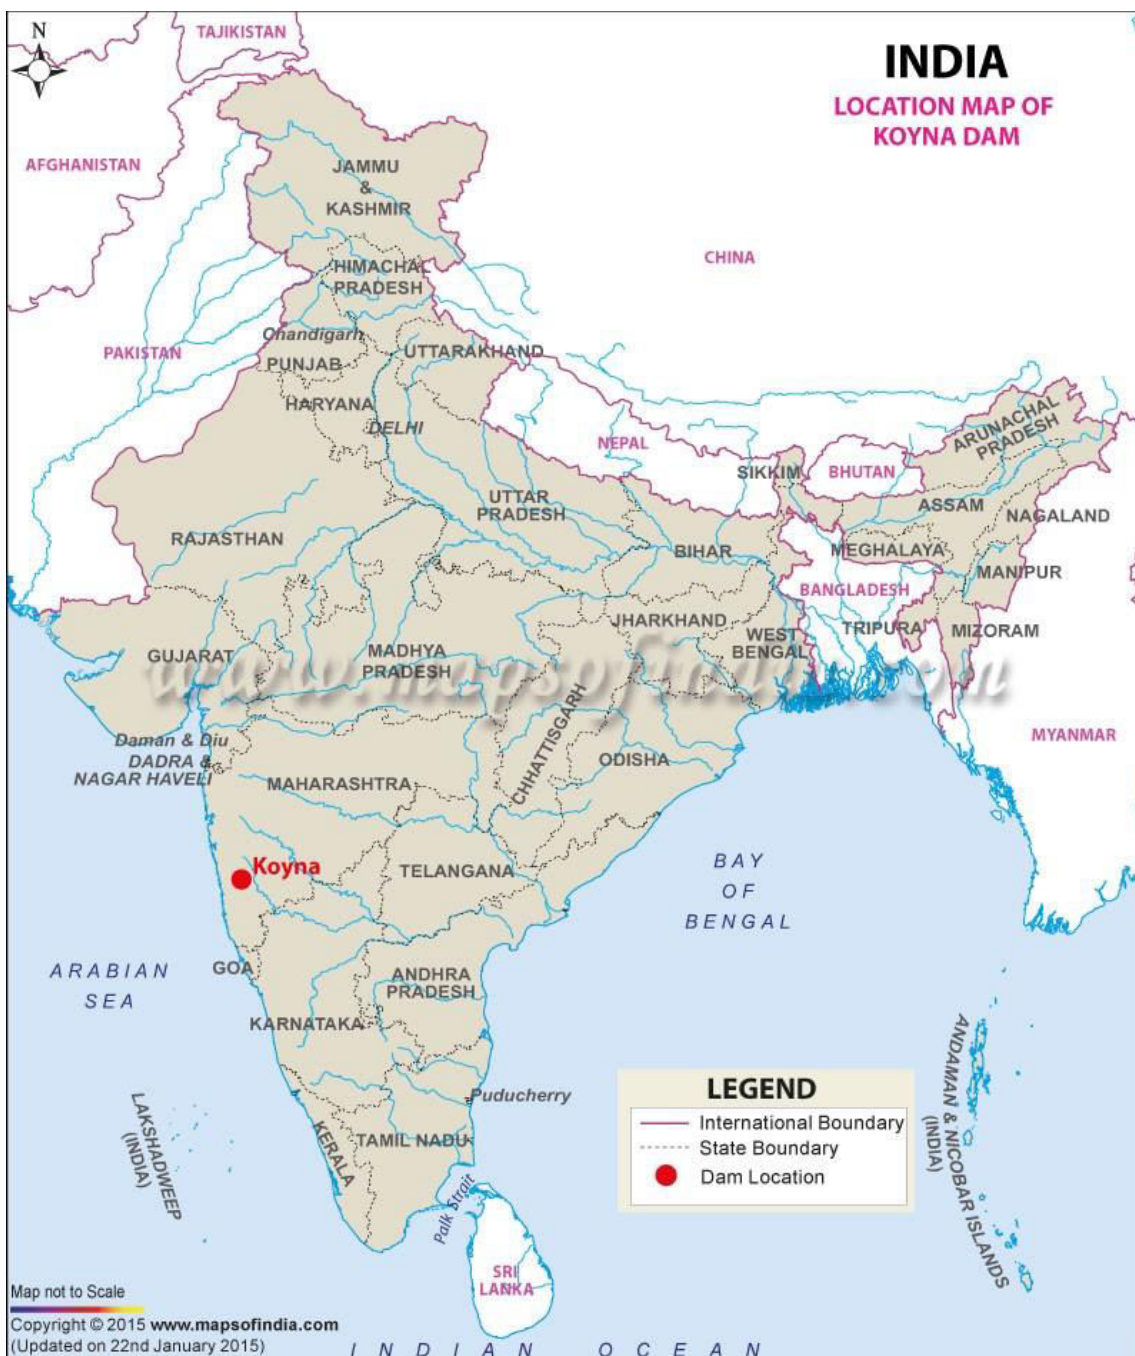 N
TAJIKISTAN
INDIA
LOCATION MAP OF
KOYNA DAM
AFGHANISTAN
JAMMU
&
KASHMIR
CHINA
HIMACHAL
PRADESH
Chandigarh
PAKISTAN
UTTARAKHAND
PUNJAB
HARYANA
DELHI
NEPAL
ARUNACHAL
PRADESH
SIKKIM
BHUTAN
UTTAR
PRADESH
ASSAM
NAGALAND
RAJASTHAN
BIHAR
MEGHALAYA
MANIPUR
BANGLADESH
JHARKHAND
WEST
BENGAL
TRIPURA
MIZORAM
GUJARAT
MADHYA
PRADESH
www.mapsofindia.com
CHHATTISGARH
MYANMAR
Daman & Diu
DADRA &
NAGAR HAVELI
MAHARASHTRA
ODISHA
Koyna
TELANGANA
BAY
OF
BENGAL
ARABIAN
SEA
GOA
ANDHRA
PRADESH
KARNATAKA
ANDAMAN & NICOBAR ISLANDS
(INDIA)
LAKSHADWEEP
(INDIA)
Puducherry
KERALA
TAMIL NADU
Palk Strait
LEGEND
International Boundary
State Boundary
Dam Location
SRI
LANKA
Map not to Scale
Copyright © 2015 www.mapsofindia.com
(Updated on 22nd January 2015)
INDIAN OCEAN